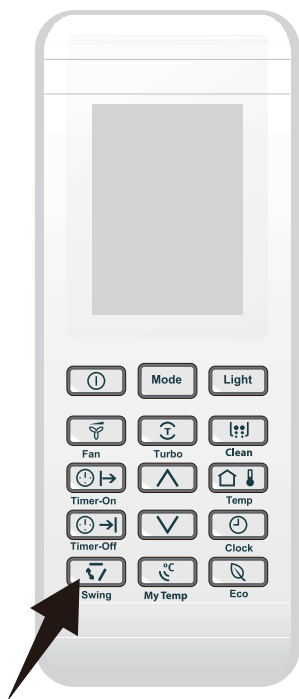 Mode Light
Fan Turbo Clean
Timer-On Temp
Timer-Off Clock
°C
Swing My Temp Eco